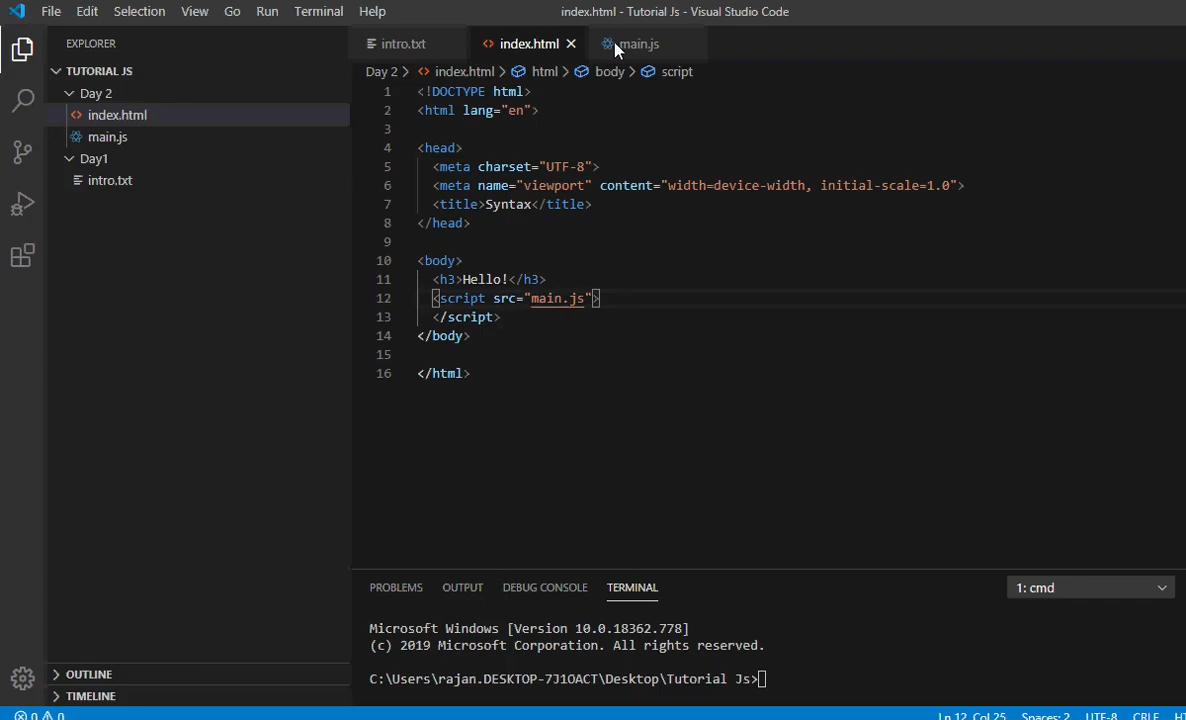 File Edit Selection View Go Run Terminal Help
index.html - Tutorial Js - Visual Studio Code
EXPLORER
TUTORIAL JS
Day 2
index.html
main.js
Day1
intro.txt
OUTLINE
TIMELINE
intro.txt index.html main.js
Day 2 > index.html > html > body > script
1 <!DOCTYPE html>
2 <html lang="en">
3
4 <head>
5 <meta charset="UTF-8">
6 <meta name="viewport" content="width=device-width, initial-scale=1.0">
7 <title>Syntax</title>
8 </head>
9
10 <body>
11 <h3>Hello!</h3>
12 <script src="main.js">
13 </script>
14 </body>
15
16 </html>
PROBLEMS OUTPUT DEBUG CONSOLE TERMINAL 1: cmd
Microsoft Windows [Version 10.0.18362.778]
(c) 2019 Microsoft Corporation. All rights reserved.
C:\Users\rajan.DESKTOP-7J1OACT\Desktop\Tutorial Js>
0 0 Ln 12, Col 25 Spaces: 2 UTF-8 CRLF